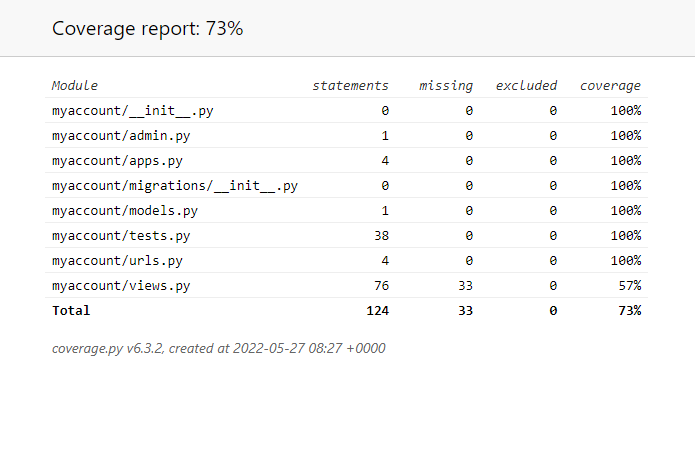 Coverage report: 73%
Module statements missing excluded coverage
myaccount/__init__.py 0 0 0 100%
myaccount/admin.py 1 0 0 100%
myaccount/apps.py 4 0 0 100%
myaccount/migrations/__init__.py 0 0 0 100%
myaccount/models.py 1 0 0 100%
myaccount/tests.py 38 0 0 100%
myaccount/urls.py 4 0 0 100%
myaccount/views.py 76 33 0 57%
Total 124 33 0 73%
coverage.py v6.3.2, created at 2022-05-27 08:27 +0000